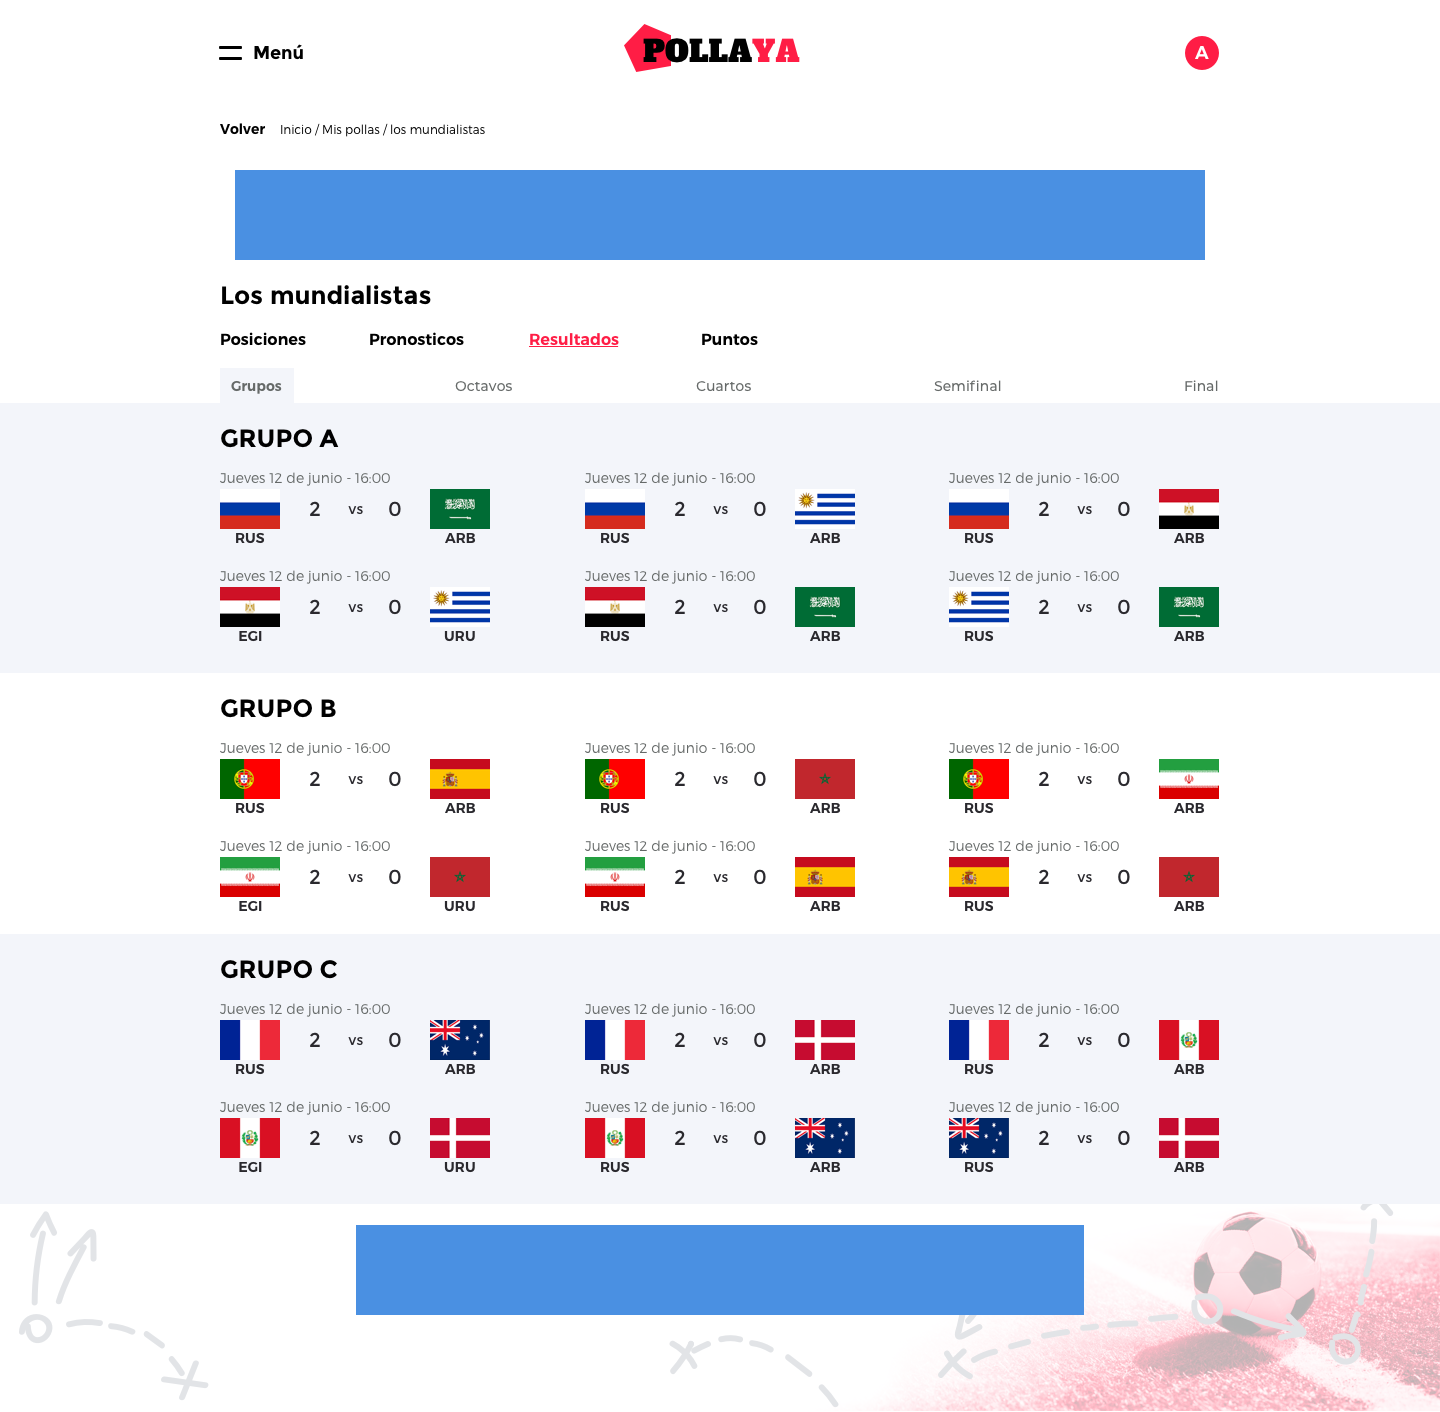 Menú
POLLAYA
A
Volver Inicio / Mis pollas / los mundialistas
Los mundialistas
Posiciones Pronosticos Resultados Puntos
Grupos Octavos Cuartos Semifinal Final
GRUPO A
Jueves 12 de junio - 16:00 Jueves 12 de junio - 16:00 Jueves 12 de junio - 16:00
2 vs 0 2 vs 0 2 vs 0
RUS ARB RUS ARB RUS ARB
Jueves 12 de junio - 16:00 Jueves 12 de junio - 16:00 Jueves 12 de junio - 16:00
2 vs 0 2 vs 0 2 vs 0
EGI URU RUS ARB RUS ARB
GRUPO B
Jueves 12 de junio - 16:00 Jueves 12 de junio - 16:00 Jueves 12 de junio - 16:00
2 vs 0 2 vs 0 2 vs 0
RUS ARB RUS ARB RUS ARB
Jueves 12 de junio - 16:00 Jueves 12 de junio - 16:00 Jueves 12 de junio - 16:00
2 vs 0 2 vs 0 2 vs 0
EGI URU RUS ARB RUS ARB
GRUPO C
Jueves 12 de junio - 16:00 Jueves 12 de junio - 16:00 Jueves 12 de junio - 16:00
2 vs 0 2 vs 0 2 vs 0
RUS ARB RUS ARB RUS ARB
Jueves 12 de junio - 16:00 Jueves 12 de junio - 16:00 Jueves 12 de junio - 16:00
2 vs 0 2 vs 0 2 vs 0
EGI URU RUS ARB RUS ARB